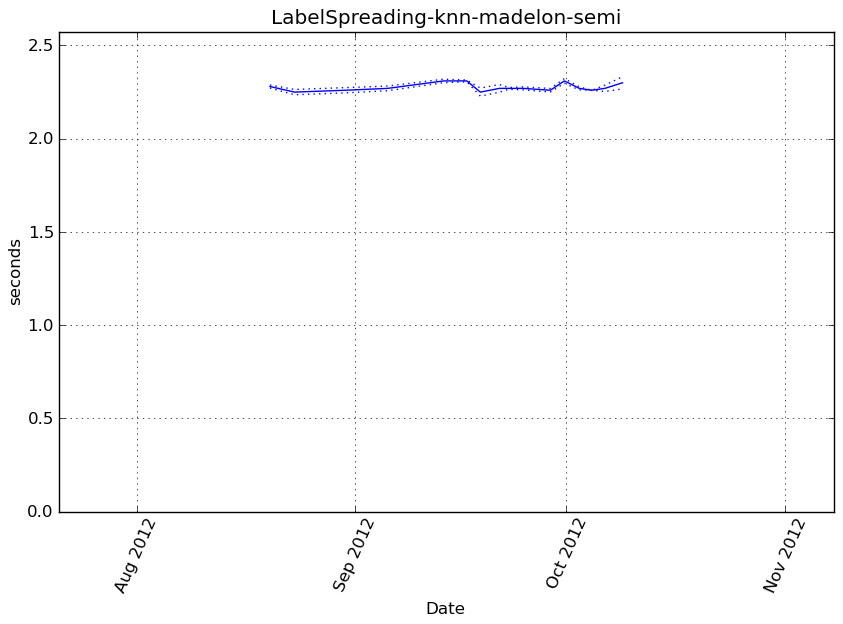 LabelSpreading-knn-madelon-semi
2.5
2.0
1.5
1.0
0.5
0.0
seconds
Aug 2012
Sep 2012
Oct 2012
Nov 2012
Date